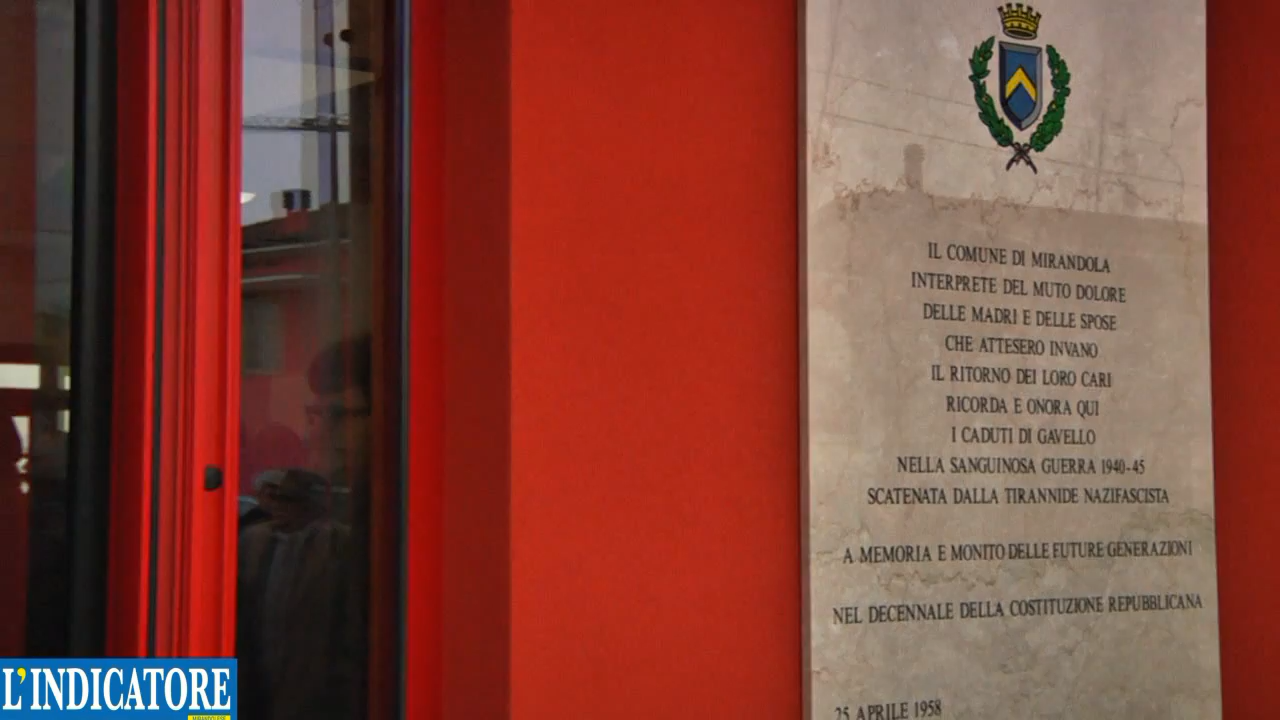 IL COMUNE DI MIRANDOLA
INTERPRETE DEL MUTO DOLORE
DELLE MADRI E DELLE SPOSE
CHE ATTESERO INVANO
IL RITORNO DEI LORO CARI
RICORDA E ONORA QUI
I CADUTI DI GAVELLO
NELLA SANGUINOSA GUERRA 1940-45
SCATENATA DALLA TIRANNIDE NAZIFASCISTA
A MEMORIA E MONITO DELLE FUTURE GENERAZIONI
NEL DECENNALE DELLA COSTITUZIONE REPUBBLICANA
25 APRILE 1958
L'INDICATORE